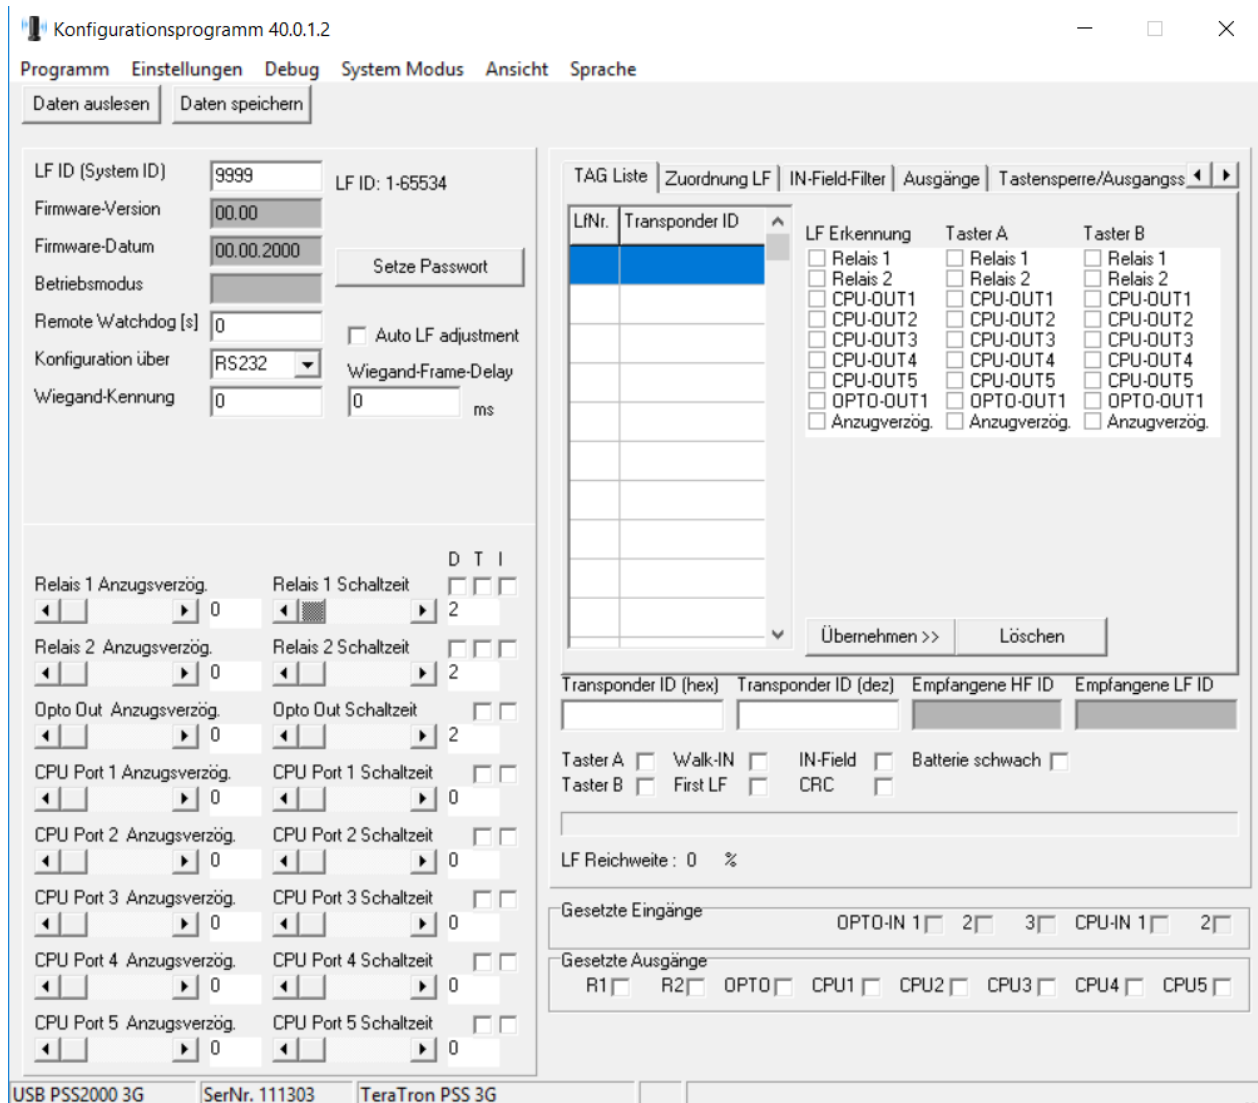 Konfigurationsprogramm 40.0.1.2
Programm Einstellungen Debug System Modus Ansicht Sprache
Daten auslesen Daten speichern
LF ID (System ID) 9999 LF ID: 1-65534
Firmware-Version 00.00
Firmware-Datum 00.00.2000
Setze Passwort
Betriebsmodus
Remote Watchdog [s] 0
Auto LF adjustment
Konfiguration über RS232
Wiegand-Frame-Delay
Wiegand-Kennung 0
0 ms
D T I
Relais 1 Anzugsverzög. Relais 1 Schaltzeit
0 2
Relais 2 Anzugsverzög. Relais 2 Schaltzeit
0 2
Opto Out Anzugsverzög. Opto Out Schaltzeit
0 2
CPU Port 1 Anzugsverzög. CPU Port 1 Schaltzeit
0 0
CPU Port 2 Anzugsverzög. CPU Port 2 Schaltzeit
0 0
CPU Port 3 Anzugsverzög. CPU Port 3 Schaltzeit
0 0
CPU Port 4 Anzugsverzög. CPU Port 4 Schaltzeit
0 0
CPU Port 5 Anzugsverzög. CPU Port 5 Schaltzeit
0 0
TAG Liste Zuordnung LF IN-Field-Filter Ausgänge Tastensperre/Ausgangss
LfNr. Transponder ID
LF Erkennung Taster A Taster B
Relais 1 Relais 1 Relais 1
Relais 2 Relais 2 Relais 2
CPU-OUT1 CPU-OUT1 CPU-OUT1
CPU-OUT2 CPU-OUT2 CPU-OUT2
CPU-OUT3 CPU-OUT3 CPU-OUT3
CPU-OUT4 CPU-OUT4 CPU-OUT4
CPU-OUT5 CPU-OUT5 CPU-OUT5
OPTO-OUT1 OPTO-OUT1 OPTO-OUT1
Anzugverzög. Anzugverzög. Anzugverzög.
Übernehmen >> Löschen
Transponder ID (hex) Transponder ID (dez) Empfangene HF ID Empfangene LF ID
Taster A Walk-IN IN-Field Batterie schwach
Taster B First LF CRC
LF Reichweite : 0 %
Gesetzte Eingänge
OPTO-IN 1 2 3 CPU-IN 1 2
Gesetzte Ausgänge
R1 R2 OPTO CPU1 CPU2 CPU3 CPU4 CPU5
USB PSS2000 3G SerNr. 111303 TeraTron PSS 3G